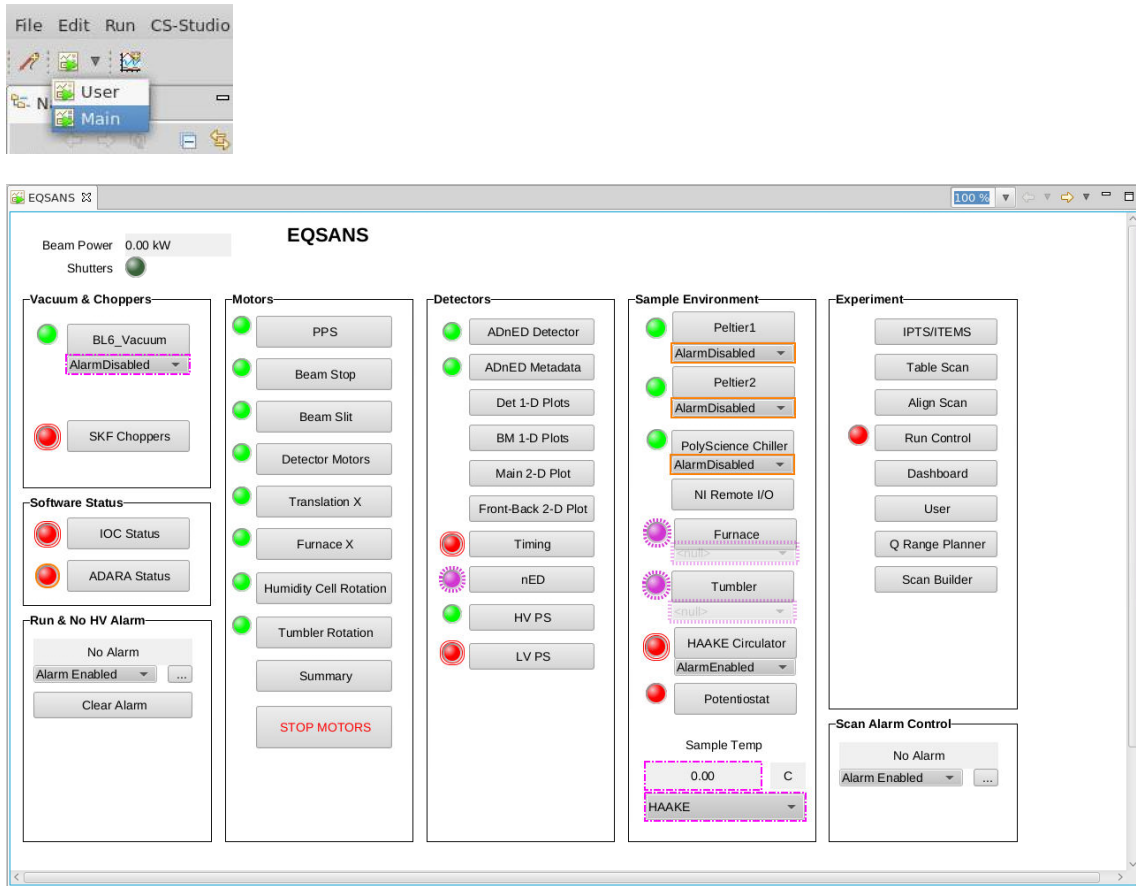 File Edit Run CS-Studio
User
N
Main
EQSANS
100 %
EQSANS
Beam Power 0.00 kW
Shutters
Vacuum & Choppers
BL6_Vacuum
AlarmDisabled
SKF Choppers
Software Status
IOC Status
ADARA Status
Run & No HV Alarm
No Alarm
Alarm Enabled ...
Clear Alarm
Motors
PPS
Beam Stop
Beam Slit
Detector Motors
Translation X
Furnace X
Humidity Cell Rotation
Tumbler Rotation
Summary
STOP MOTORS
Detectors
ADnED Detector
ADnED Metadata
Det 1-D Plots
BM 1-D Plots
Main 2-D Plot
Front-Back 2-D Plot
Timing
nED
HV PS
LV PS
Sample Environment
Peltier1
AlarmDisabled
Peltier2
AlarmDisabled
PolyScience Chiller
AlarmDisabled
NI Remote I/O
Furnace
<null>
Tumbler
<null>
HAAKE Circulator
AlarmEnabled
Potentiostat
Sample Temp
0.00 C
HAAKE
Experiment
IPTS/ITEMS
Table Scan
Align Scan
Run Control
Dashboard
User
Q Range Planner
Scan Builder
Scan Alarm Control
No Alarm
Alarm Enabled ...